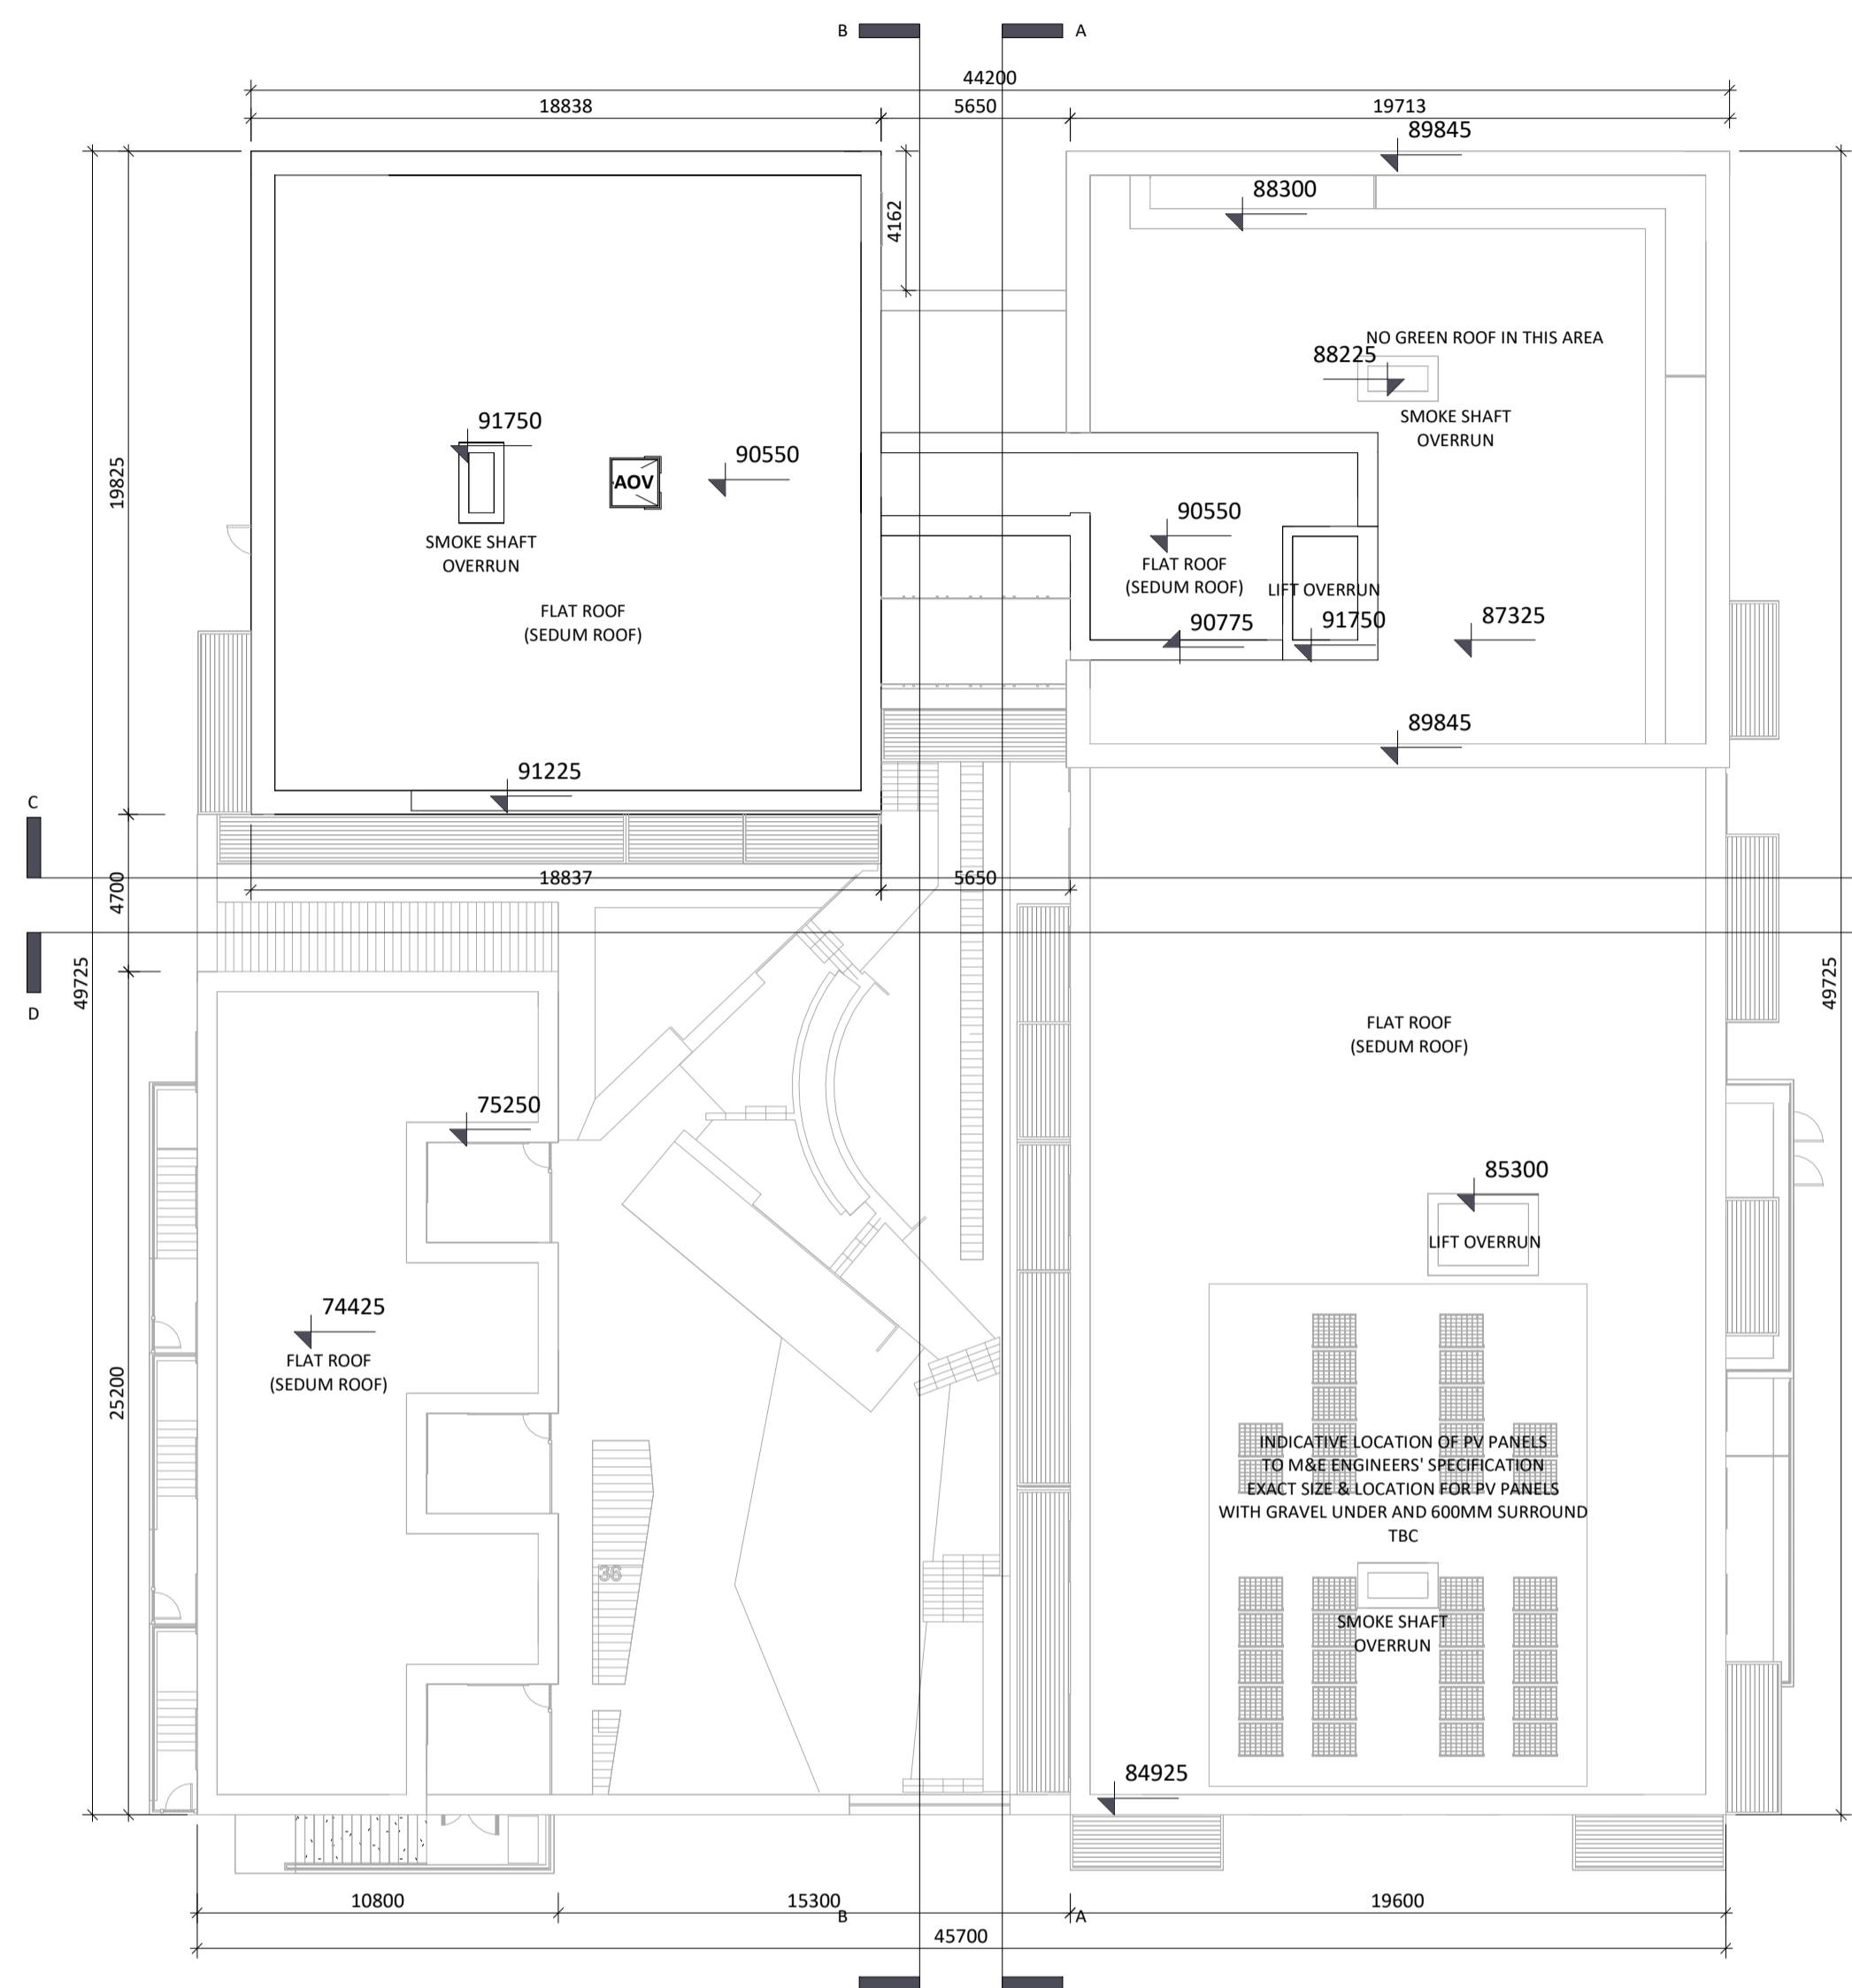 B
A
44200
18838
5650
19713
89845
88300
4162
NO GREEN ROOF IN THIS AREA
88225
SMOKE SHAFT
OVERRUN
91750
AOV
90550
19825
SMOKE SHAFT
OVERRUN
90550
FLAT ROOF
(SEDUM ROOF)
LIFT OVERRUN
FLAT ROOF
(SEDUM ROOF)
90775
91750
87325
89845
91225
C
18837
5650
4700
49725
49725
D
FLAT ROOF
(SEDUM ROOF)
75250
85300
LIFT OVERRUN
74425
FLAT ROOF
(SEDUM ROOF)
25200
INDICATIVE LOCATION OF PV PANELS
TO M&E ENGINEERS' SPECIFICATION
EXACT SIZE & LOCATION FOR PV PANELS
WITH GRAVEL UNDER AND 600MM SURROUND
TBC
36
SMOKE SHAFT
OVERRUN
84925
10800
15300
19600
B
A
45700